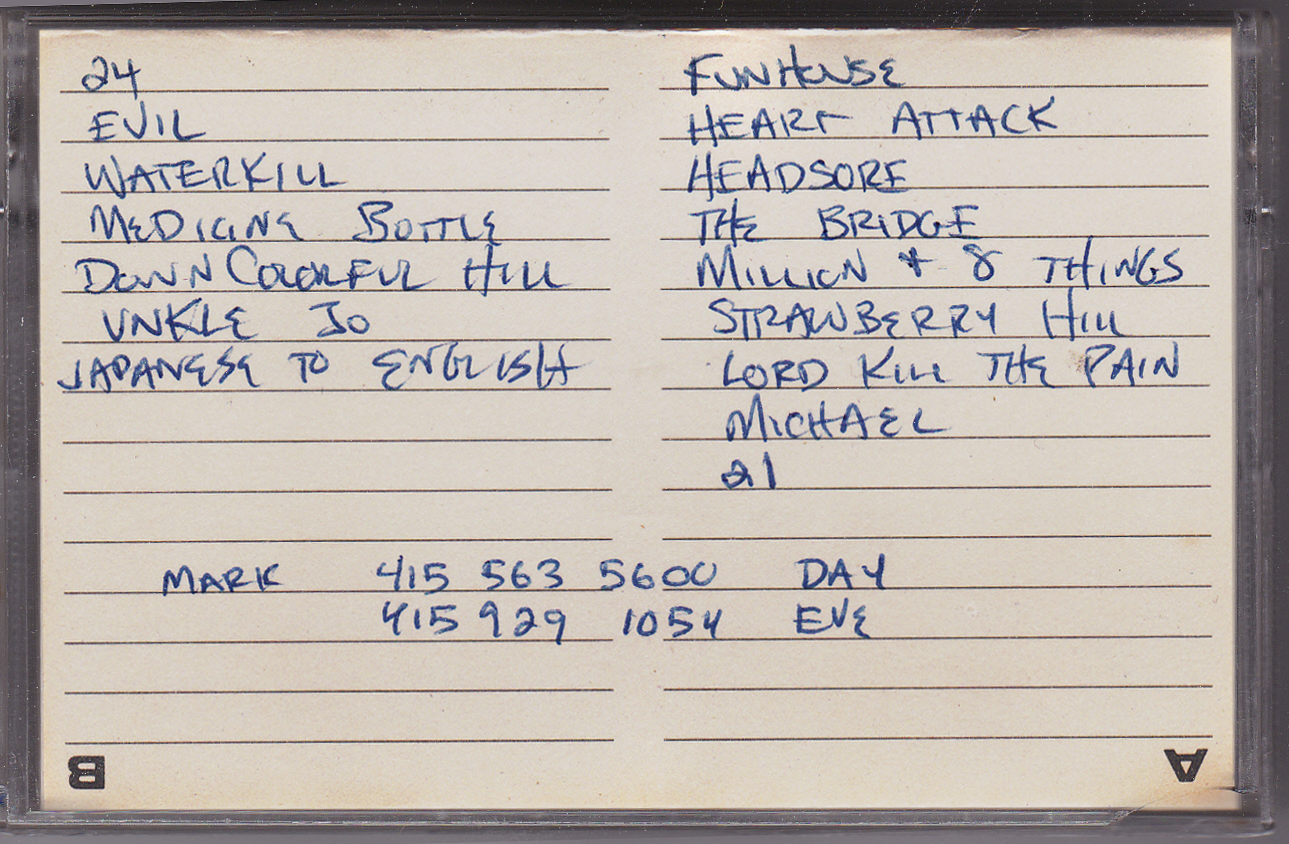 24
EVIL
WATERKILL
MEDICINE BOTTLE
DOWN COLORFUL HILL
UNKLE JO
JAPANESE TO ENGLISH
FUNHOUSE
HEART ATTACK
HEADSORE
THE BRIDGE
MILLION + 8 THINGS
STRAWBERRY HILL
LORD KILL THE PAIN
MICHAEL
21
MARK 415 563 5600 DAY
415 929 1054 EVE
B
A